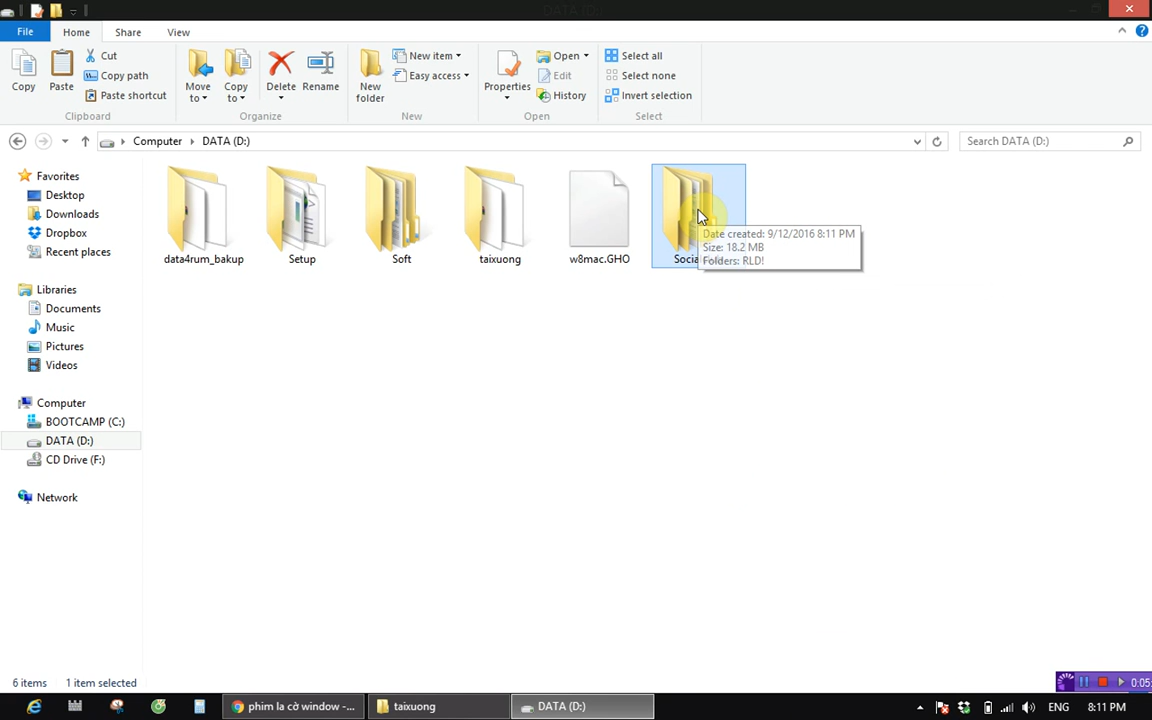 DATA (D:)
File
Home
Share
View
Copy
Paste
Cut
Copy path
Paste shortcut
Clipboard
Move
to
Copy
to
Delete
Rename
Organize
New
folder
New item
Easy access
New
Properties
Open
Edit
History
Open
Select all
Select none
Invert selection
Select
Computer
DATA (D:)
Search DATA (D:)
Favorites
Desktop
Downloads
Dropbox
Recent places
Libraries
Documents
Music
Pictures
Videos
Computer
BOOTCAMP (C:)
DATA (D:)
CD Drive (F:)
Network
data4rum_bakup
Setup
Soft
taixuong
w8mac.GHO
Date created: 9/12/2016 8:11 PM
Size: 18.2 MB
Folders: RLD!
6 items
1 item selected
phim la cờ window -...
taixuong
DATA (D:)
0:05
ENG
8:11 PM